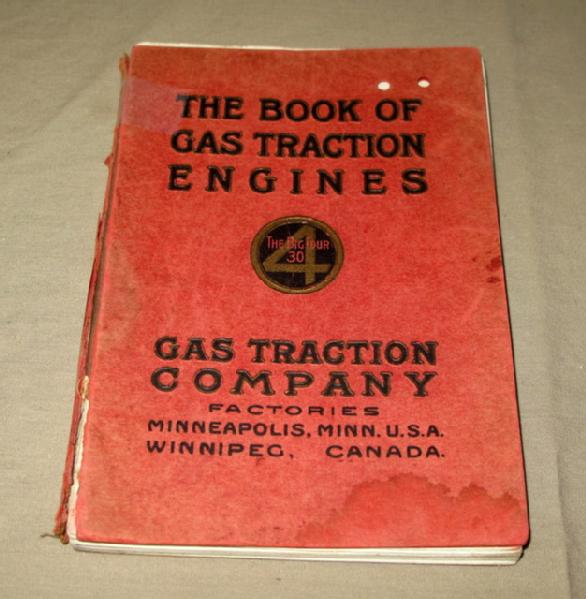 THE BOOK OF
GAS TRACTION
ENGINES
4
THE BIG FOUR
30
GAS TRACTION
COMPANY
FACTORIES
MINNEAPOLIS, MINN. U.S.A.
WINNIPEG, CANADA.